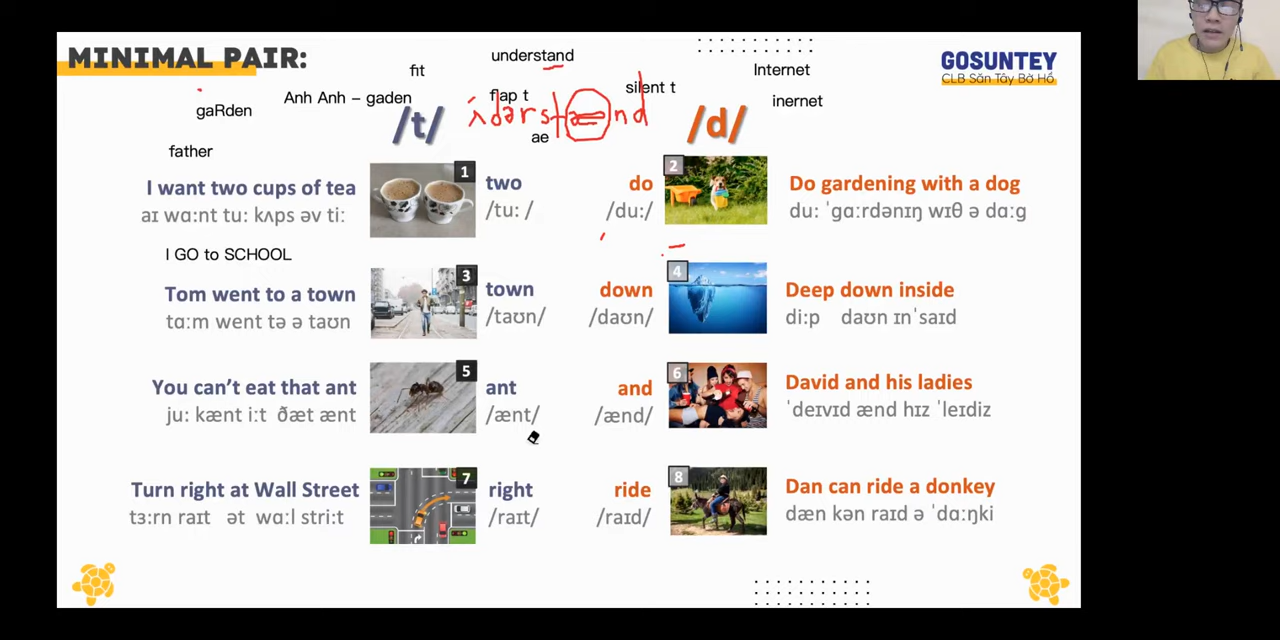 MINIMAL PAIR:
understand
fit
Internet
GOSUNTEY
CLB Săn Tây Bờ Hồ
flap t
silent t
Anh Anh – gaden
inernet
gaRden
/t/
ʌ dər st æ nd
/d/
ae
father
I want two cups of tea
aɪ wɑːnt tuː kʌps əv tiː
1
two
/tuː /
do
/duː/
2
Do gardening with a dog
duː ˈɡɑːrdənɪŋ wɪθ ə dɑːɡ
I GO to SCHOOL
Tom went to a town
tɑːm went tə ə taʊn
3
town
/taʊn/
down
/daʊn/
4
Deep down inside
diːp daʊn ɪnˈsaɪd
You can’t eat that ant
juː kænt iːt ðæt ænt
5
ant
/ænt/
and
/ænd/
6
David and his ladies
ˈdeɪvɪd ænd hɪz ˈleɪdiz
Turn right at Wall Street
tɜːrn raɪt ət wɑːl striːt
7
right
/raɪt/
ride
/raɪd/
8
Dan can ride a donkey
dæn kən raɪd ə ˈdɑːŋki